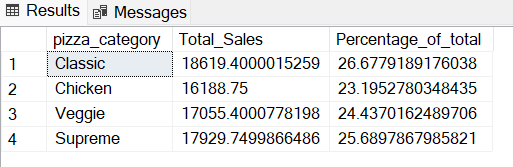 Results Messages
pizza_category Total_Sales Percentage_of_total
1 Classic 18619.4000015259 26.6779189176038
2 Chicken 16188.75 23.1952780348435
3 Veggie 17055.4000778198 24.4370162489706
4 Supreme 17929.7499866486 25.6897867985821